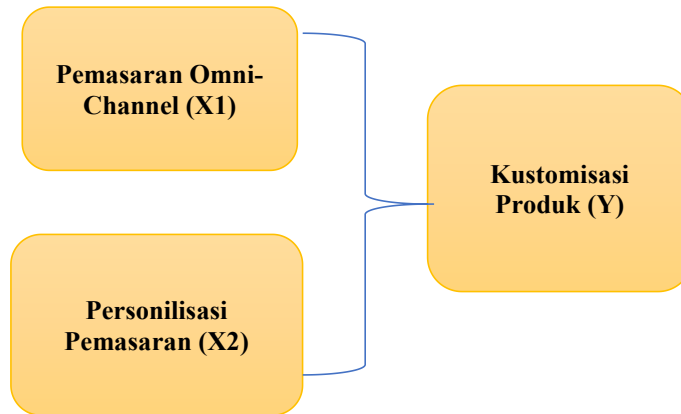 Pemasaran Omni-
Channel (X1)
Kustomisasi
Produk (Y)
Personilisasi
Pemasaran (X2)